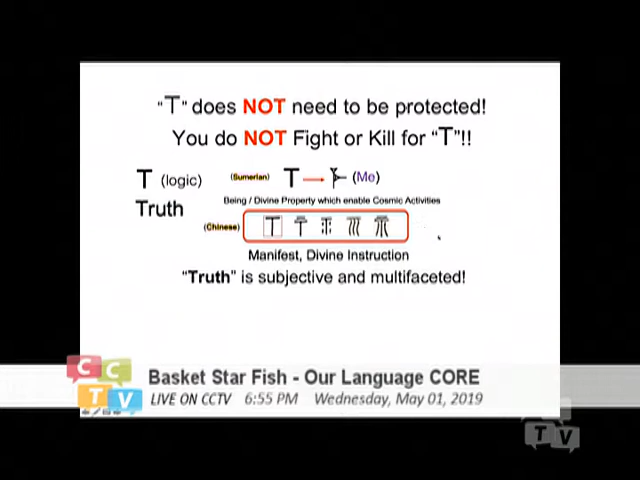 "T" does NOT need to be protected!
You do NOT Fight or Kill for "T"!!
T (logic) (Sumerian) T (Me)
Truth
Being / Divine Property which enable Cosmic Activities
(Chinese)
Manifest, Divine Instruction
"Truth" is subjective and multifaceted!
CCTV
Basket Star Fish - Our Language CORE
LIVE ON CCTV 6:55 PM Wednesday, May 01, 2019
TV